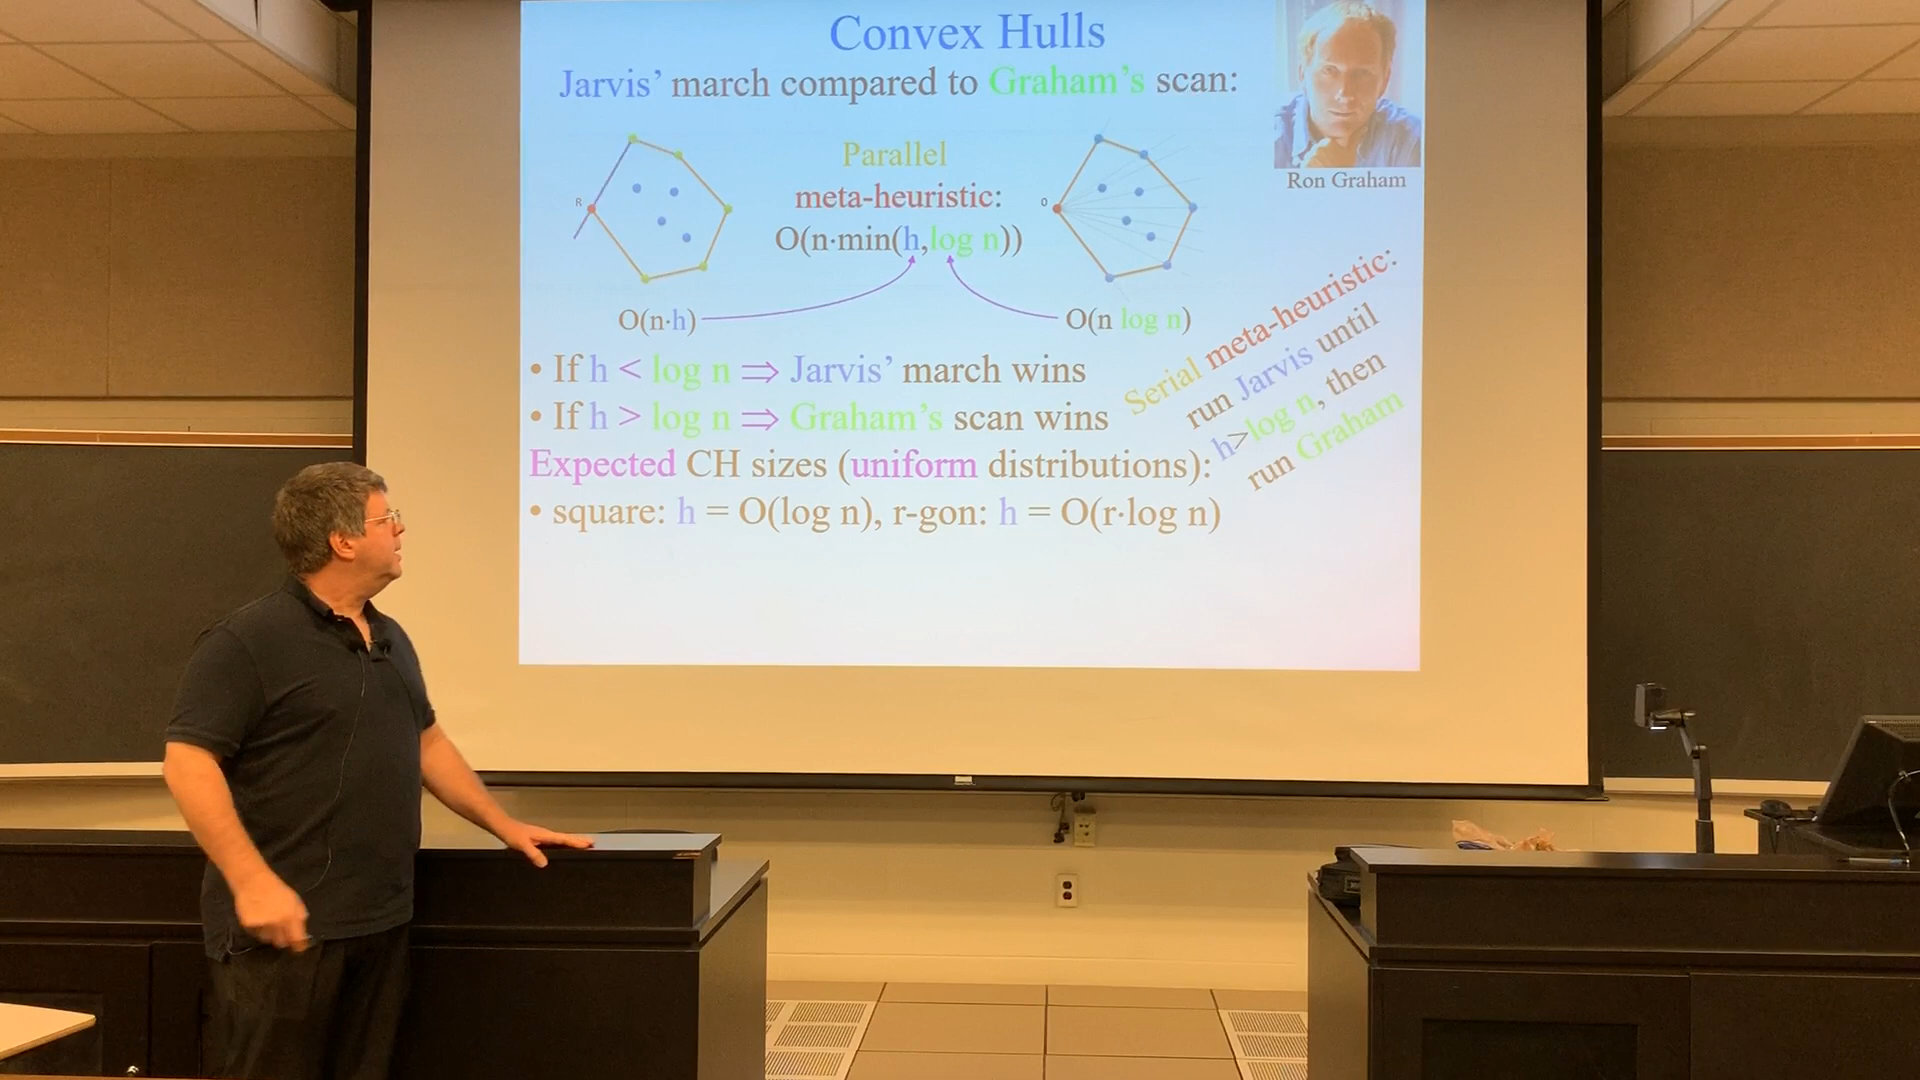 Convex Hulls
Jarvis’ march compared to Graham’s scan:
Ron Graham
Parallel
meta-heuristic:
O(n·min(h,log n))
R
O
O(n·h)
O(n log n)
• If h < log n ⇒ Jarvis’ march wins
• If h > log n ⇒ Graham’s scan wins
Serial meta-heuristic:
run Jarvis until
h>log n, then
run Graham
Expected CH sizes (uniform distributions):
• square: h = O(log n), r-gon: h = O(r·log n)